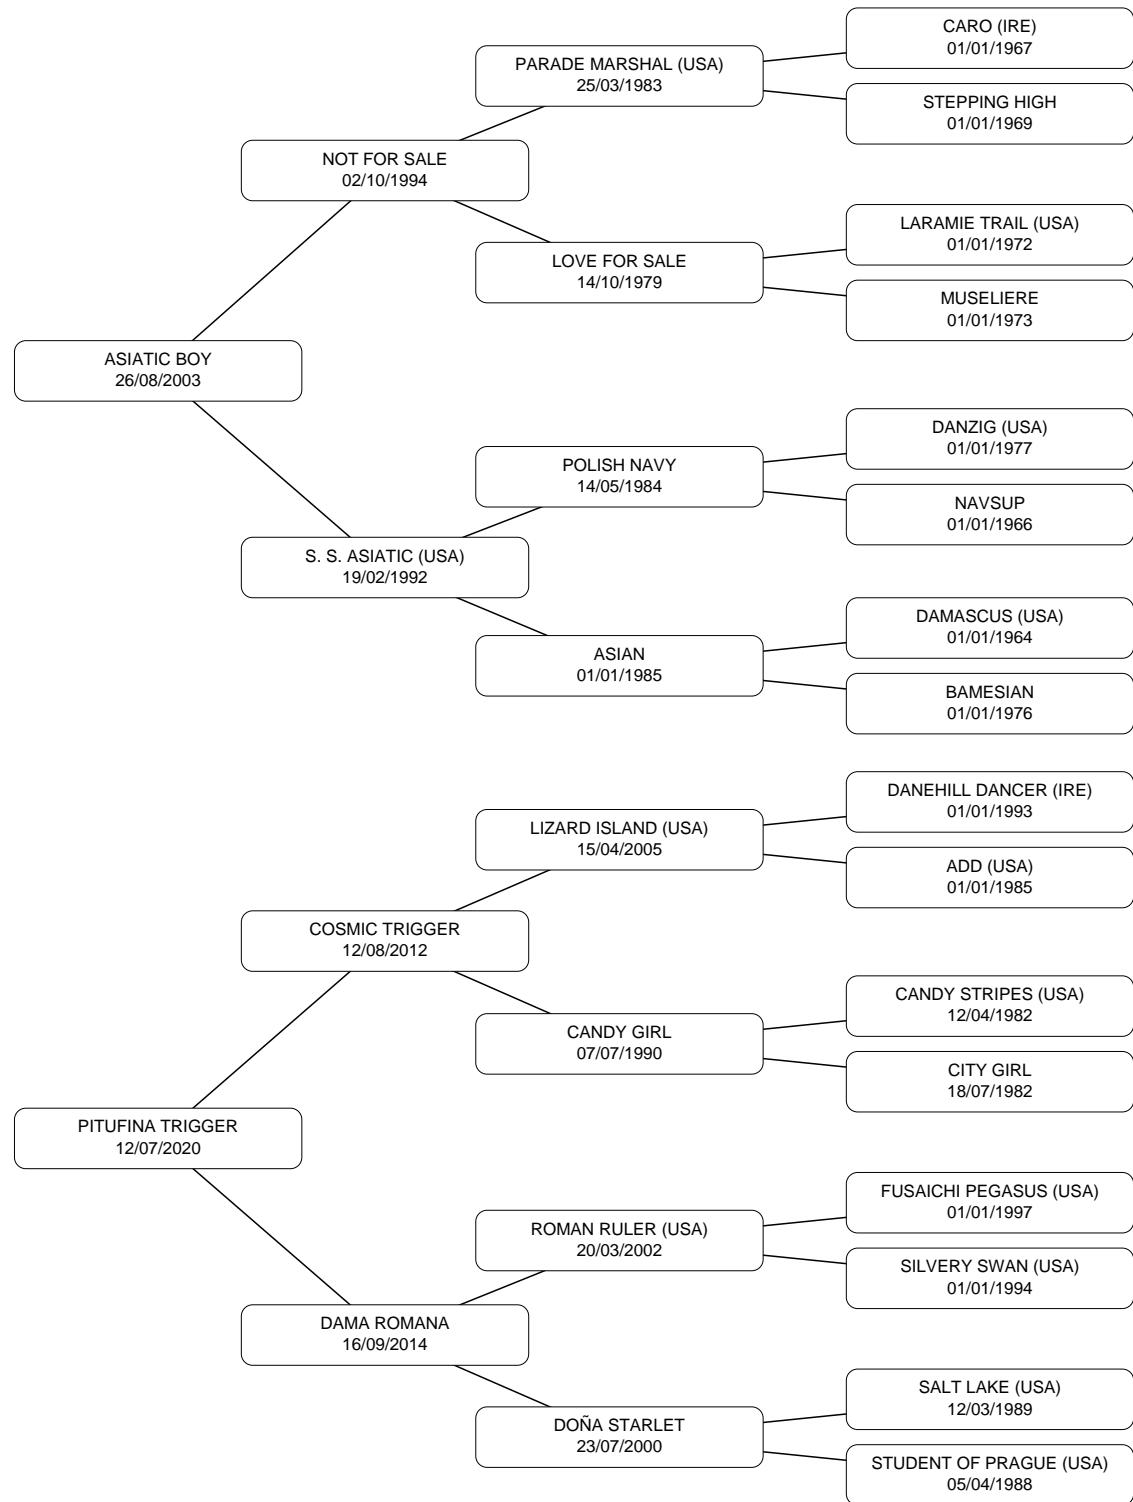 CARO (IRE)
01/01/1967
PARADE MARSHAL (USA)
25/03/1983
STEPPING HIGH
01/01/1969
NOT FOR SALE
02/10/1994
LARAMIE TRAIL (USA)
01/01/1972
LOVE FOR SALE
14/10/1979
MUSELIERE
01/01/1973
ASIATIC BOY
26/08/2003
DANZIG (USA)
01/01/1977
POLISH NAVY
14/05/1984
NAVSUP
01/01/1966
S. S. ASIATIC (USA)
19/02/1992
DAMASCUS (USA)
01/01/1964
ASIAN
01/01/1985
BAMESIAN
01/01/1976
DANEHILL DANCER (IRE)
01/01/1993
LIZARD ISLAND (USA)
15/04/2005
ADD (USA)
01/01/1985
COSMIC TRIGGER
12/08/2012
CANDY STRIPES (USA)
12/04/1982
CANDY GIRL
07/07/1990
CITY GIRL
18/07/1982
PITUFINA TRIGGER
12/07/2020
FUSAICHI PEGASUS (USA)
01/01/1997
ROMAN RULER (USA)
20/03/2002
SILVERY SWAN (USA)
01/01/1994
DAMA ROMANA
16/09/2014
SALT LAKE (USA)
12/03/1989
DOÑA STARLET
23/07/2000
STUDENT OF PRAGUE (USA)
05/04/1988